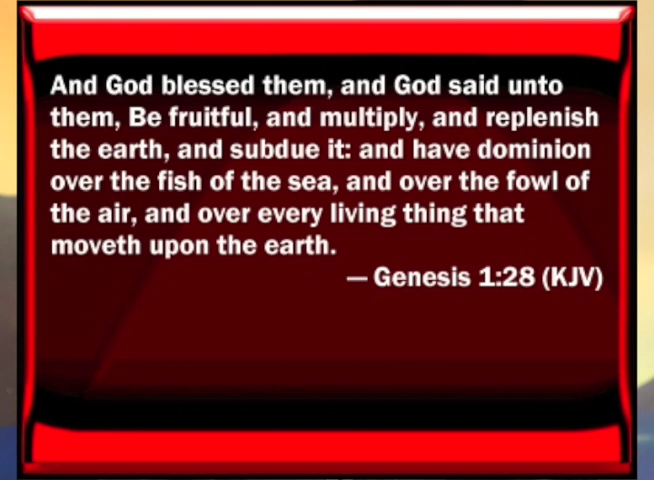 And God blessed them, and God said unto
them, Be fruitful, and multiply, and replenish
the earth, and subdue it: and have dominion
over the fish of the sea, and over the fowl of
the air, and over every living thing that
moveth upon the earth.
— Genesis 1:28 (KJV)